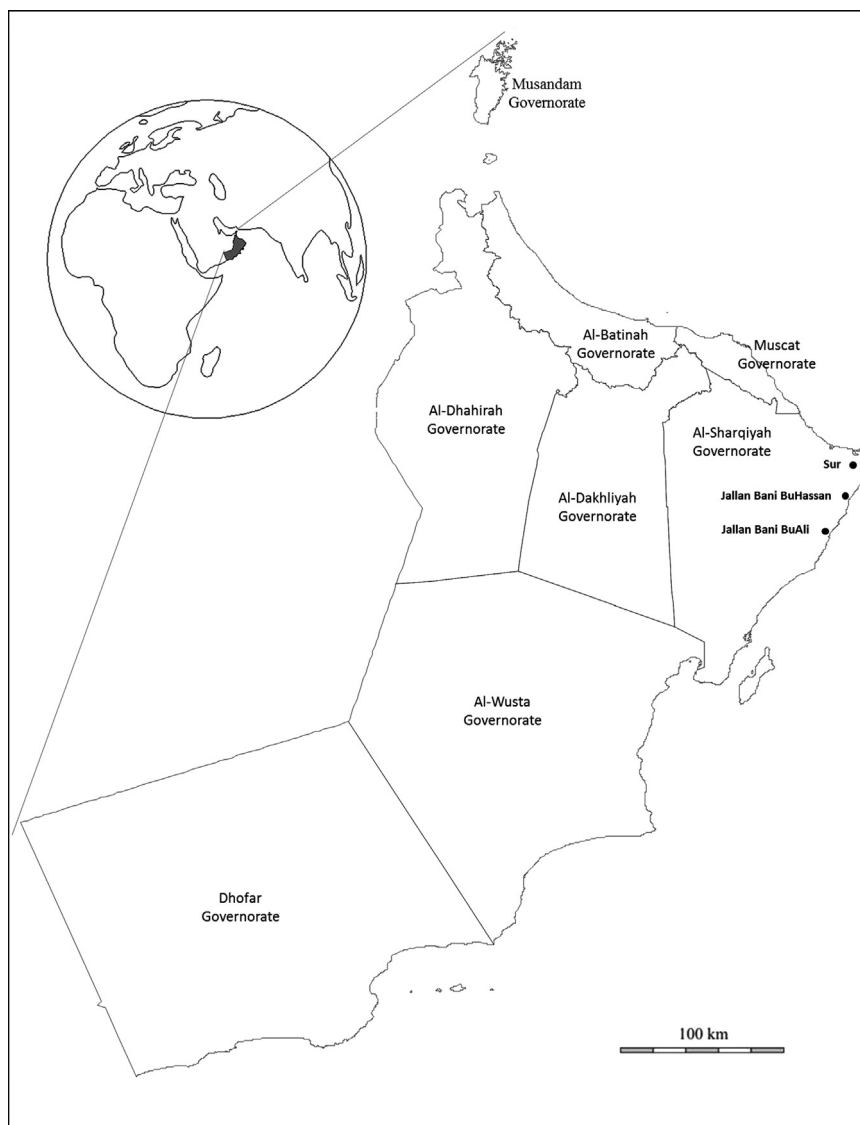 Musandam
Governorate
Al-Batinah
Governorate
Muscat
Governorate
Al-Dhahirah
Governorate
Al-Sharqiyah
Governorate
Sur
Jallan Bani BuHassan
Al-Dakhliyah
Governorate
Jallan Bani BuAli
Al-Wusta
Governorate
Dhofar
Governorate
100 km